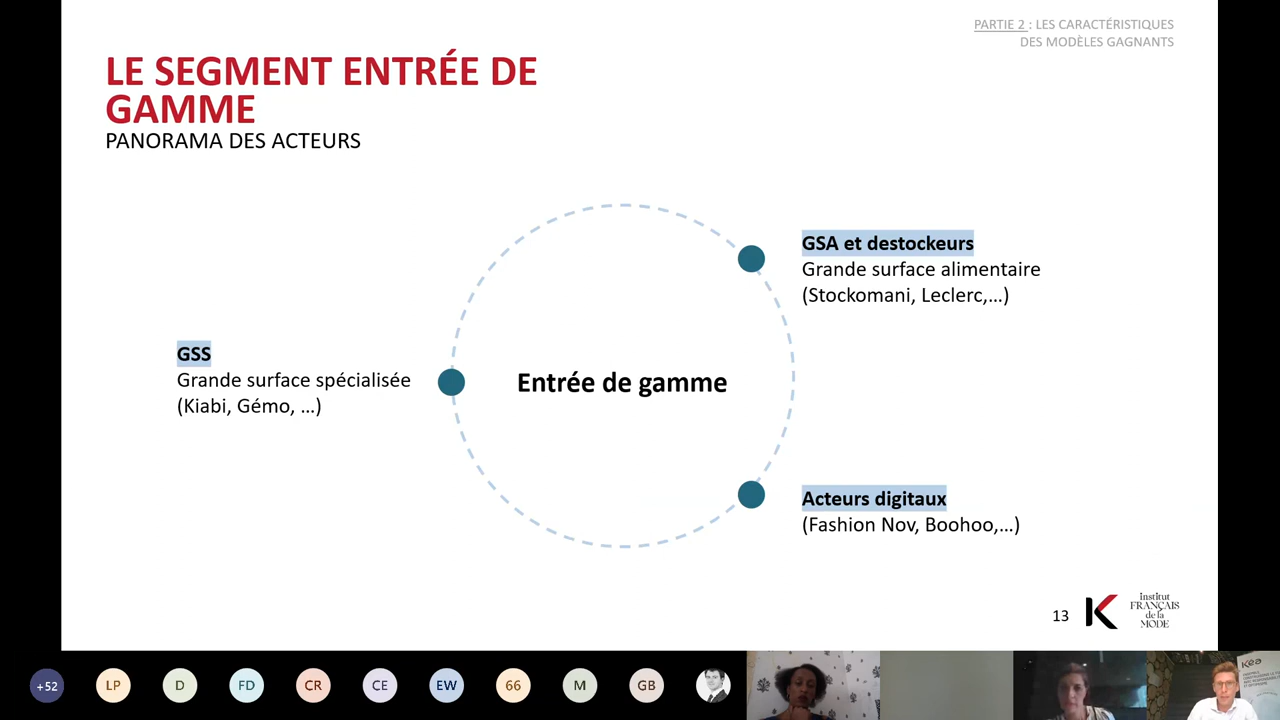 PARTIE 2 : LES CARACTÉRISTIQUES
DES MODÈLES GAGNANTS
LE SEGMENT ENTRÉE DE
GAMME
PANORAMA DES ACTEURS
GSA et destockeurs
Grande surface alimentaire
(Stockomani, Leclerc,...)
GSS
Grande surface spécialisée
(Kiabi, Gémo, ...)
Entrée de gamme
Acteurs digitaux
(Fashion Nov, Boohoo,...)
13
Institut
FRANÇAIS
de la
MODE
+52
LP
D
FD
CR
CE
EW
66
M
GB
Kéa